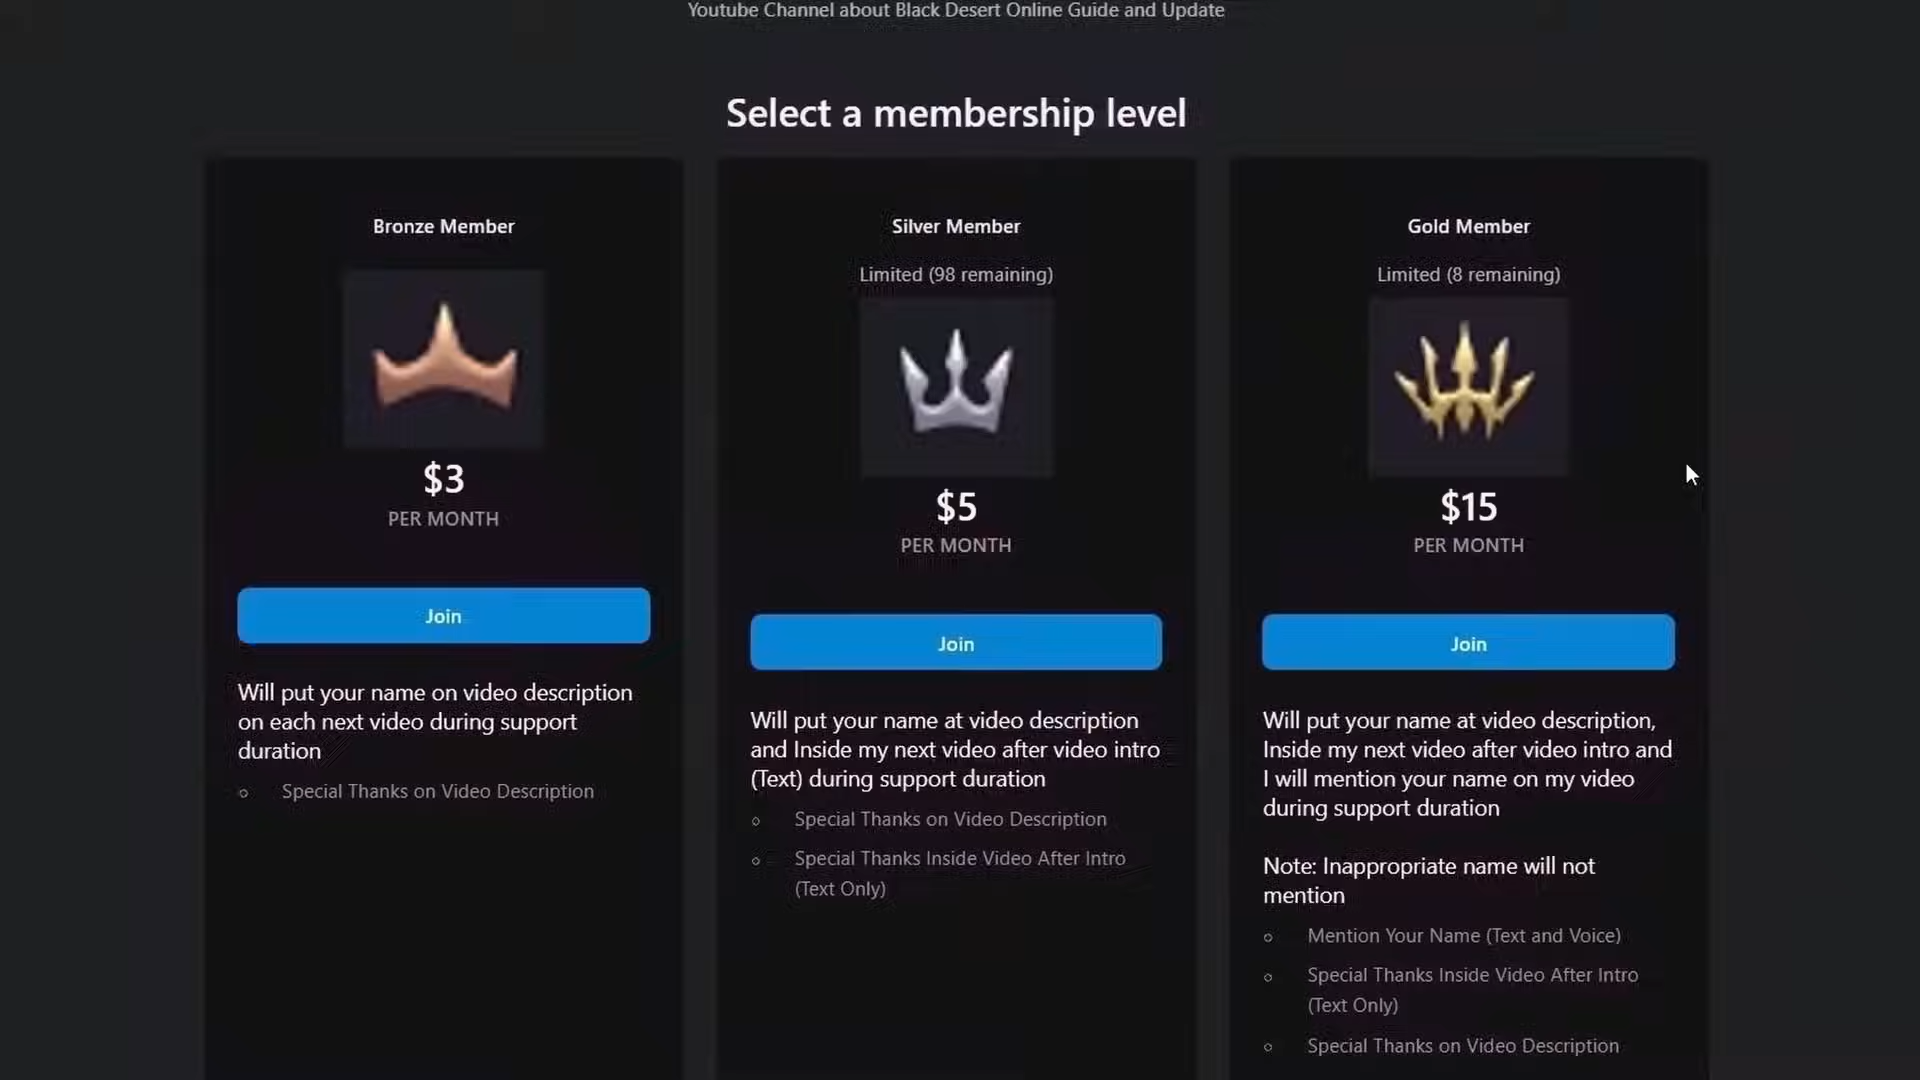 Youtube Channel about Black Desert Online Guide and Update
Select a membership level
Bronze Member
$3
PER MONTH
Join
Will put your name on video description
on each next video during support
duration
Special Thanks on Video Description
Silver Member
Limited (98 remaining)
$5
PER MONTH
Join
Will put your name at video description
and Inside my next video after video intro
(Text) during support duration
Special Thanks on Video Description
Special Thanks Inside Video After Intro
(Text Only)
Gold Member
Limited (8 remaining)
$15
PER MONTH
Join
Will put your name at video description,
Inside my next video after video intro and
I will mention your name on my video
during support duration
Note: Inappropriate name will not
mention
Mention Your Name (Text and Voice)
Special Thanks Inside Video After Intro
(Text Only)
Special Thanks on Video Description